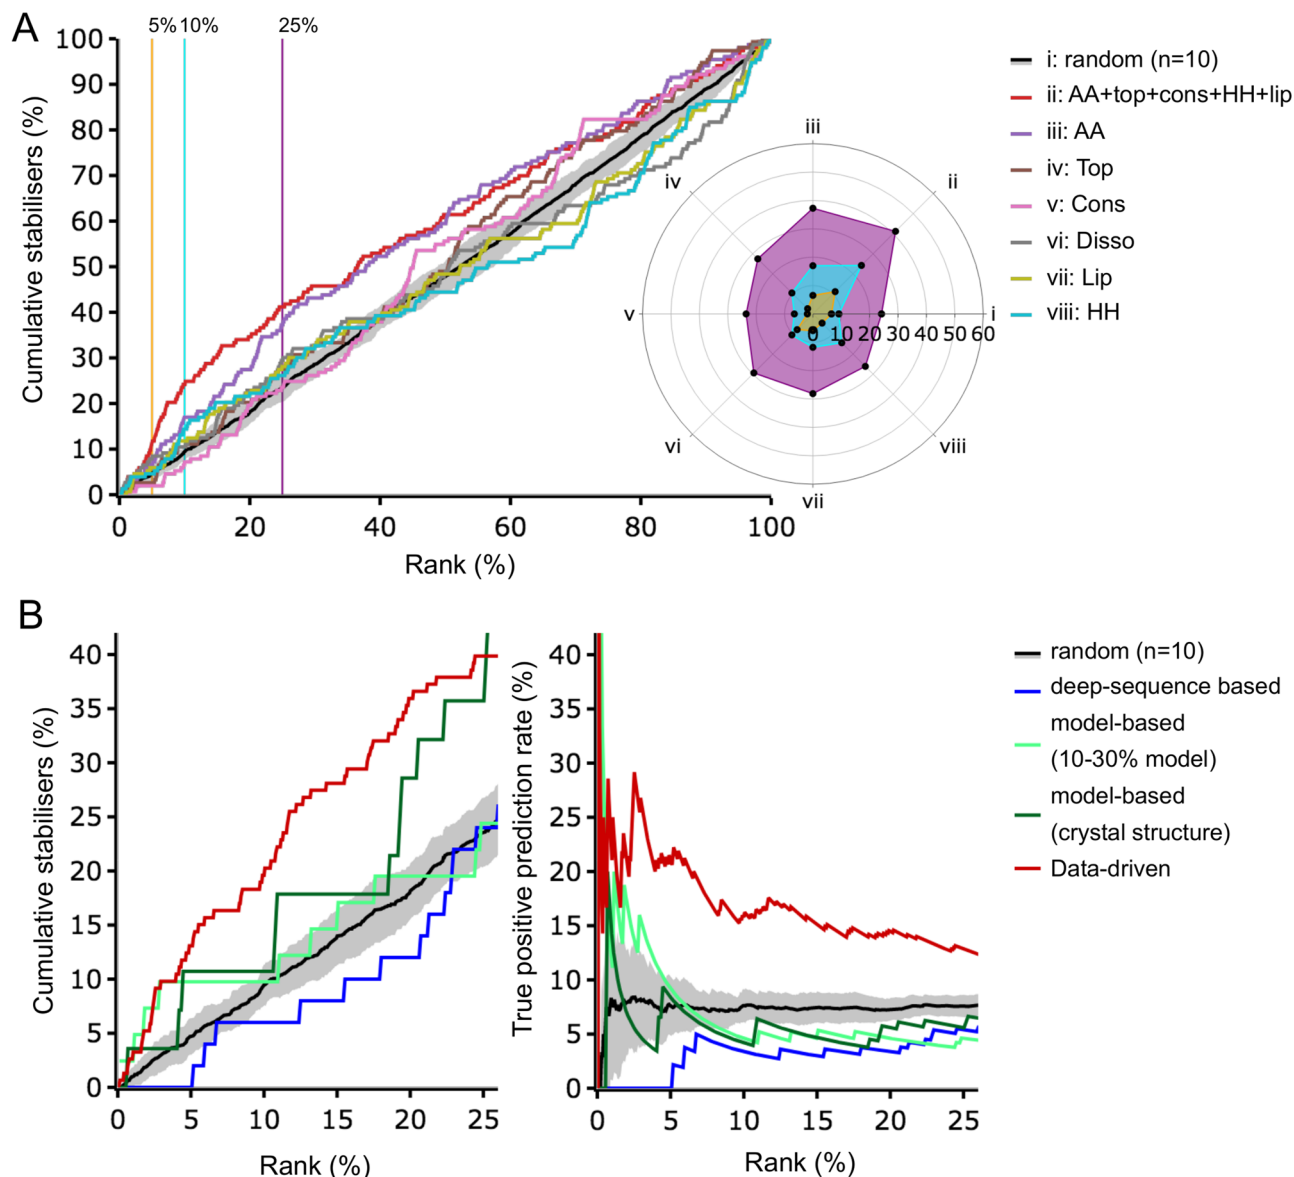 A
5% 10% 25%
100
90
80
70
60
50
40
30
20
10
0
Cumulative stabilisers (%)
0 20 40 60 80 100
Rank (%)
iii
iv ii
v 0 10 20 30 40 50 60 i
vi viii
vii
i: random (n=10)
ii: AA+top+cons+HH+lip
iii: AA
iv: Top
v: Cons
vi: Disso
vii: Lip
viii: HH
B
40
35
30
25
20
15
10
5
0
Cumulative stabilisers (%)
0 5 10 15 20 25
Rank (%)
40
35
30
25
20
15
10
5
0
True positive prediction rate (%)
0 5 10 15 20 25
Rank (%)
random (n=10)
deep-sequence based
model-based
(10-30% model)
model-based
(crystal structure)
Data-driven